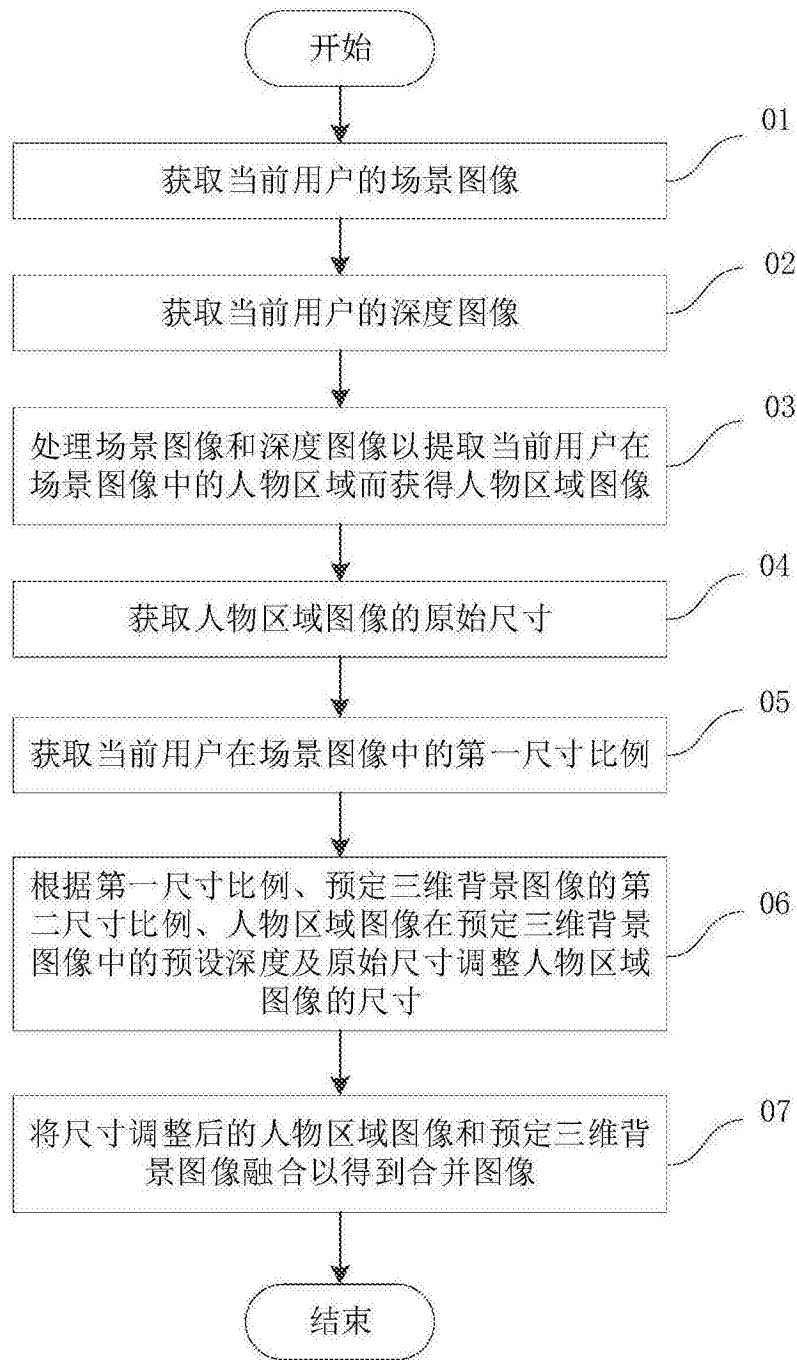 开始
01
获取当前用户的场景图像
02
获取当前用户的深度图像
03
处理场景图像和深度图像以提取当前用户在
场景图像中的人物区域而获得人物区域图像
04
获取人物区域图像的原始尺寸
05
获取当前用户在场景图像中的第一尺寸比例
06
根据第一尺寸比例、预定三维背景图像的第
二尺寸比例、人物区域图像在预定三维背景
图像中的预设深度及原始尺寸调整人物区域
图像的尺寸
07
将尺寸调整后的人物区域图像和预定三维背
景图像融合以得到合并图像
结束